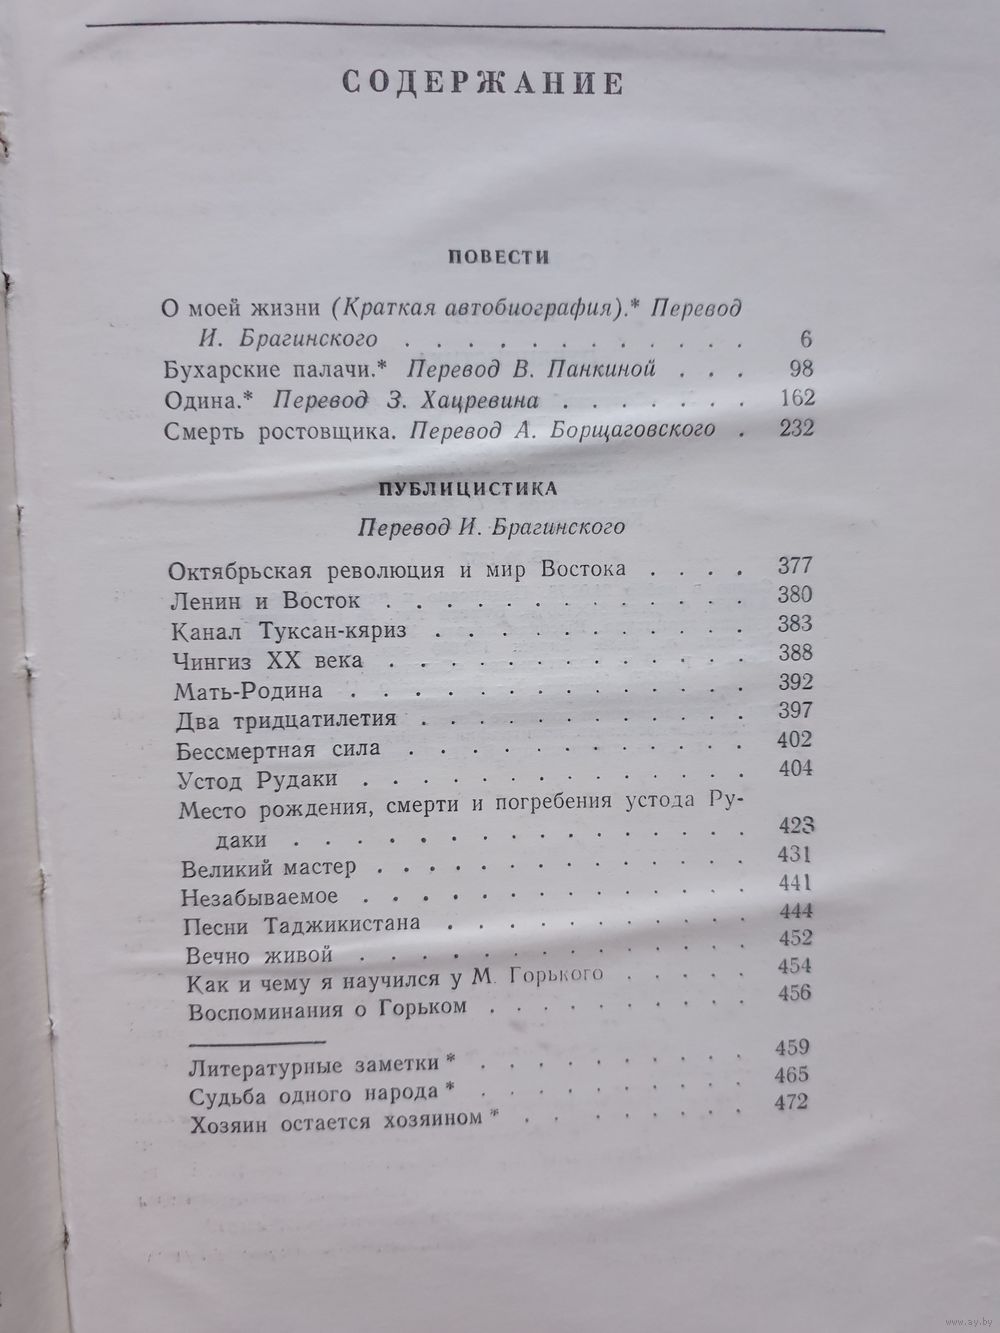 СОДЕРЖАНИЕ
ПОВЕСТИ
О моей жизни (Краткая автобиография).* Перевод
И. Брагинского . . . . . . . . . . . . 6
Бухарские палачи.* Перевод В. Панкиной . . . 98
Одина.* Перевод З. Хацревина . . . . . . . 162
Смерть ростовщика. Перевод А. Борщаговского . 232
ПУБЛИЦИСТИКА
Перевод И. Брагинского
Октябрьская революция и мир Востока . . . . 377
Ленин и Восток . . . . . . . . . . . . 380
Канал Туксан-кяриз . . . . . . . . . . 383
Чингиз XX века . . . . . . . . . . . . 388
Мать-Родина . . . . . . . . . . . . . 392
Два тридцатилетия . . . . . . . . . . . 397
Бессмертная сила . . . . . . . . . . . 402
Устод Рудаки . . . . . . . . . . . . . 404
Место рождения, смерти и погребения устода Ру-
даки . . . . . . . . . . . . . . . 423
Великий мастер . . . . . . . . . . . . 431
Незабываемое . . . . . . . . . . . . . 441
Песни Таджикистана . . . . . . . . . . 444
Вечно живой . . . . . . . . . . . . . 452
Как и чему я научился у М. Горького . . . . . 454
Воспоминания о Горьком . . . . . . . . . 456
Литературные заметки * . . . . . . . . . 459
Судьба одного народа * . . . . . . . . . 465
Хозяин остается хозяином * . . . . . . . 472
www.ay.by